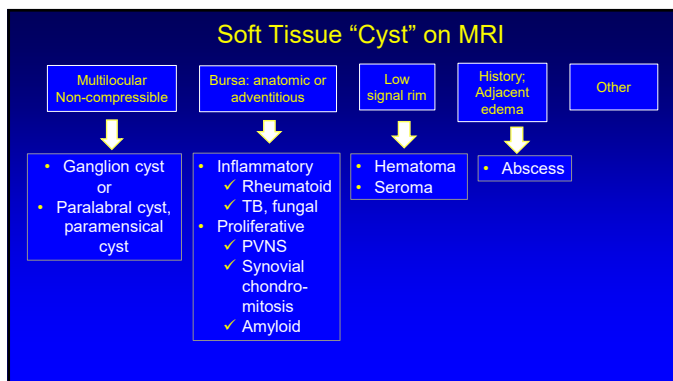 Soft Tissue “Cyst” on MRI
Multilocular
Non-compressible
Bursa: anatomic or
adventitious
Low
signal rim
History;
Adjacent
edema
Other
• Ganglion cyst
or
• Paralabral cyst,
paramensical
cyst
• Inflammatory
✓ Rheumatoid
✓ TB, fungal
• Proliferative
✓ PVNS
✓ Synovial
chondro-
mitosis
✓ Amyloid
• Hematoma
• Seroma
• Abscess